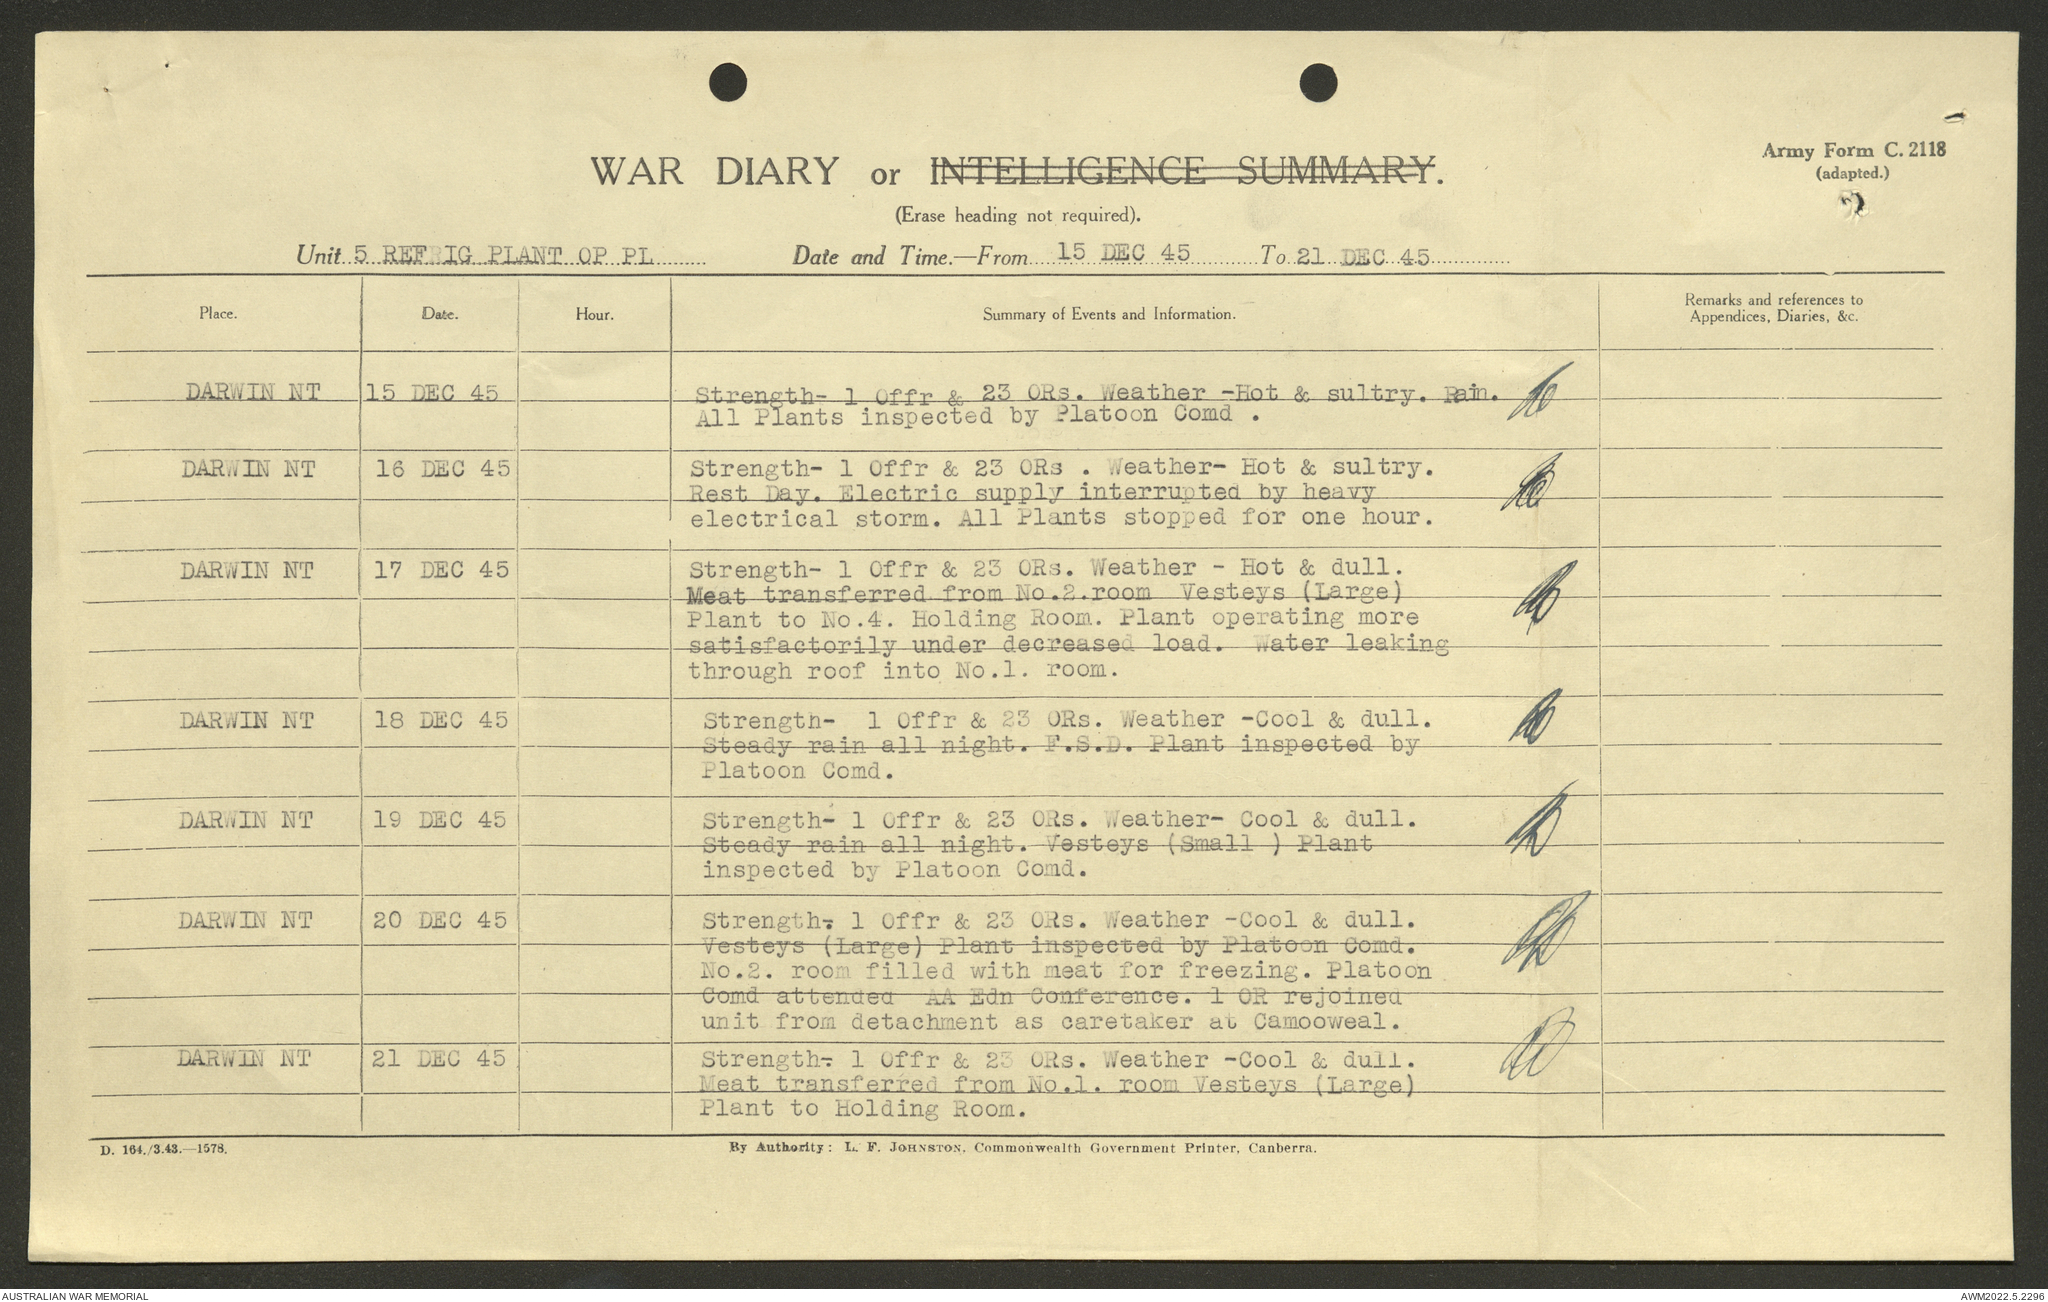 Army Form C. 2118
(adapted.)
WAR DIARY or INTELLIGENCE SUMMARY.
(Erase heading not required).
Unit 5 REFRIG PLANT OP PL Date and Time.—From 15 DEC 45 To 21 DEC 45
Place. Date. Hour. Summary of Events and Information. Remarks and references to
Appendices, Diaries, &c.
DARWIN NT 15 DEC 45 Strength- 1 Offr & 23 ORs. Weather -Hot & sultry. Rain.
All Plants inspected by Platoon Comd .
DARWIN NT 16 DEC 45 Strength- 1 Offr & 23 ORs . Weather- Hot & sultry.
Rest Day. Electric supply interrupted by heavy
electrical storm. All Plants stopped for one hour.
DARWIN NT 17 DEC 45 Strength- 1 Offr & 23 ORs. Weather - Hot & dull.
Meat transferred from No.2.room Vesteys (Large)
Plant to No.4. Holding Room. Plant operating more
satisfactorily under decreased load. Water leaking
through roof into No.1. room.
DARWIN NT 18 DEC 45 Strength- 1 Offr & 23 ORs. Weather -Cool & dull.
Steady rain all night. F.S.D. Plant inspected by
Platoon Comd.
DARWIN NT 19 DEC 45 Strength- 1 Offr & 23 ORs. Weather- Cool & dull.
Steady rain all night. Vesteys (Small ) Plant
inspected by Platoon Comd.
DARWIN NT 20 DEC 45 Strength- 1 Offr & 23 ORs. Weather -Cool & dull.
Vesteys (Large) Plant inspected by Platoon Comd.
No.2. room filled with meat for freezing. Platoon
Comd attended AA Edn Conference. 1 OR rejoined
unit from detachment as caretaker at Camooweal.
DARWIN NT 21 DEC 45 Strength- 1 Offr & 23 ORs. Weather -Cool & dull.
Meat transferred from No.1. room Vesteys (Large)
Plant to Holding Room.
D. 164./3.43.—1578. By Authority: L. F. JOHNSTON, Commonwealth Government Printer, Canberra.
AUSTRALIAN WAR MEMORIAL AWM2022.5.2296